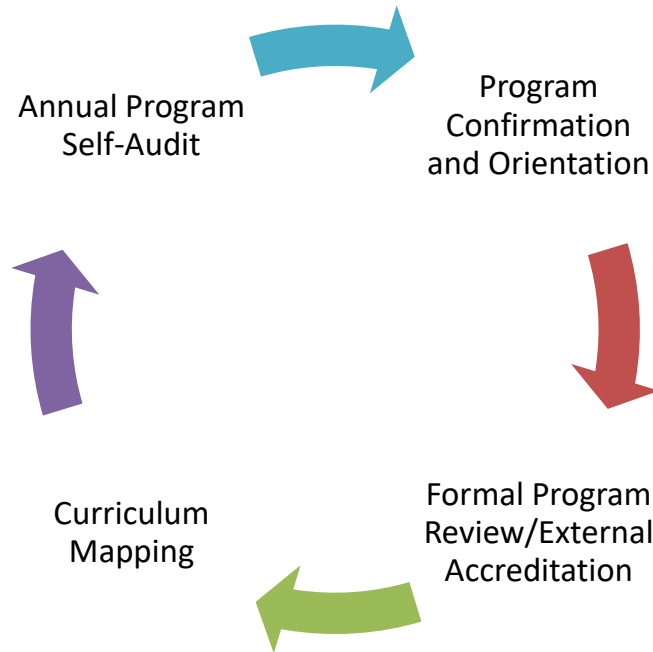 Annual Program
Self-Audit
Program
Confirmation
and Orientation
Formal Program
Review/External
Accreditation
Curriculum
Mapping